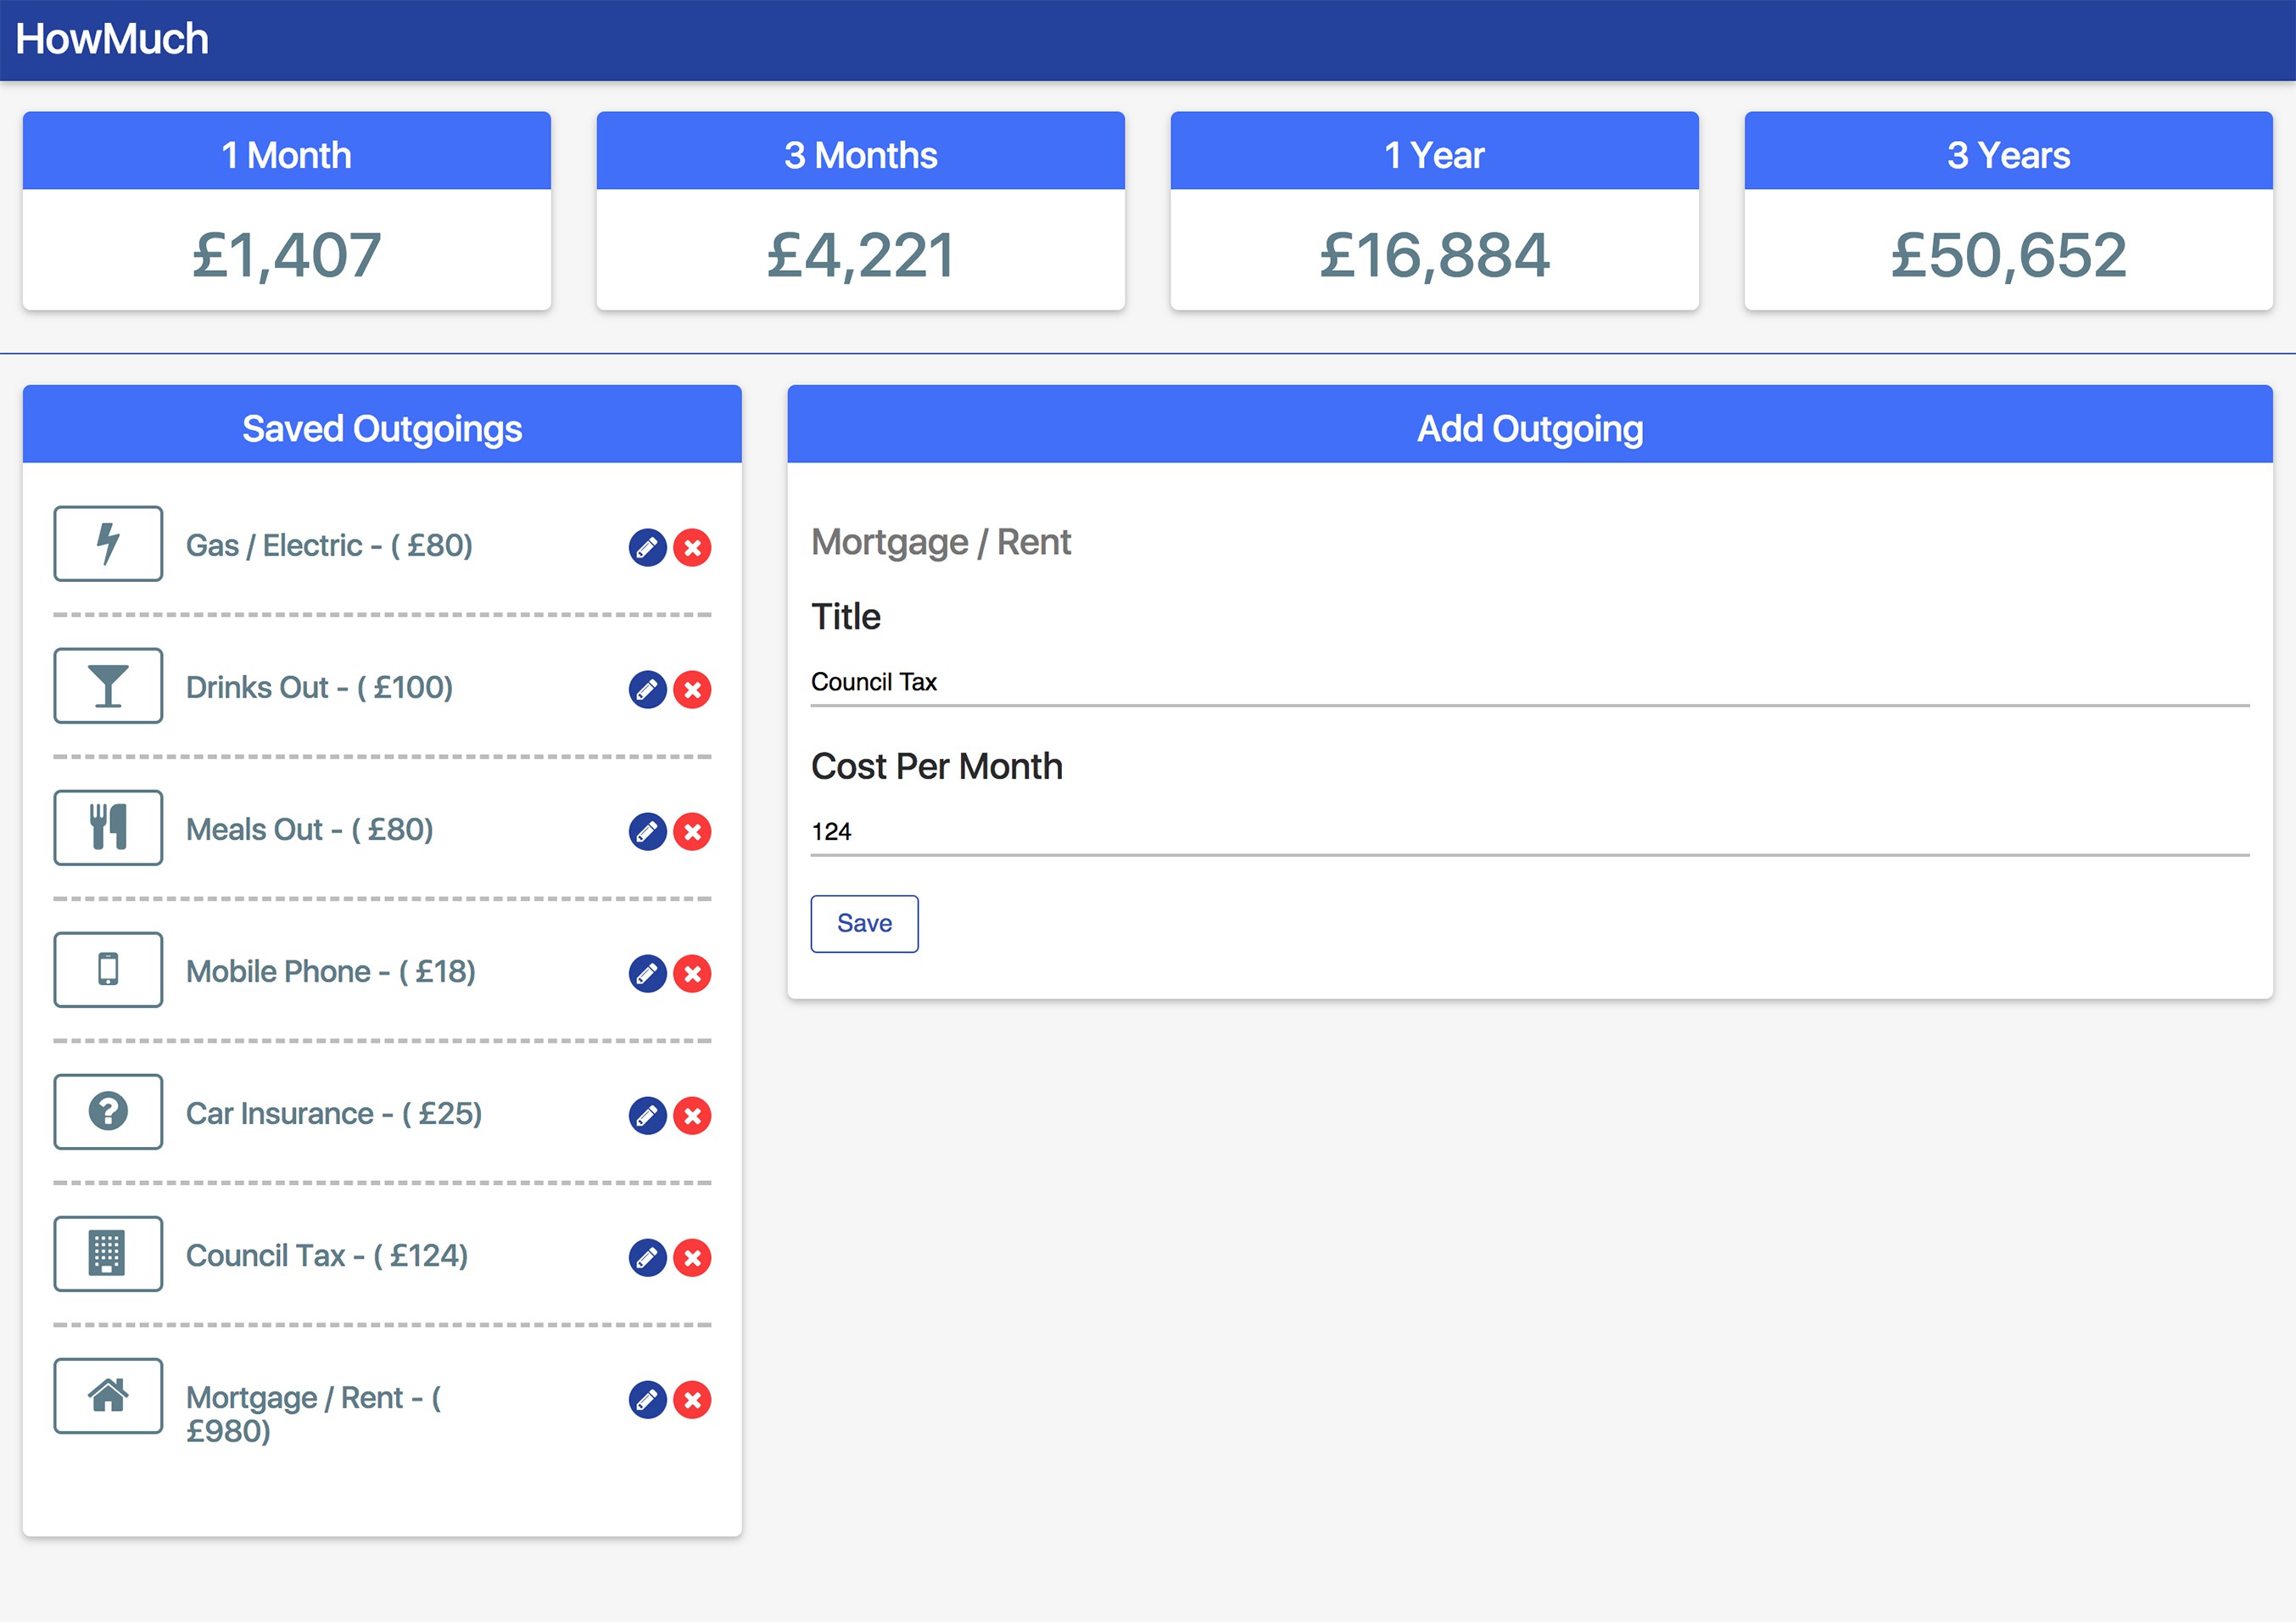 HowMuch
1 Month
£1,407
3 Months
£4,221
1 Year
£16,884
3 Years
£50,652
Saved Outgoings
Gas / Electric - ( £80)
Drinks Out - ( £100)
Meals Out - ( £80)
Mobile Phone - ( £18)
Car Insurance - ( £25)
Council Tax - ( £124)
Mortgage / Rent - (
£980)
Add Outgoing
Mortgage / Rent
Title
Council Tax
Cost Per Month
124
Save